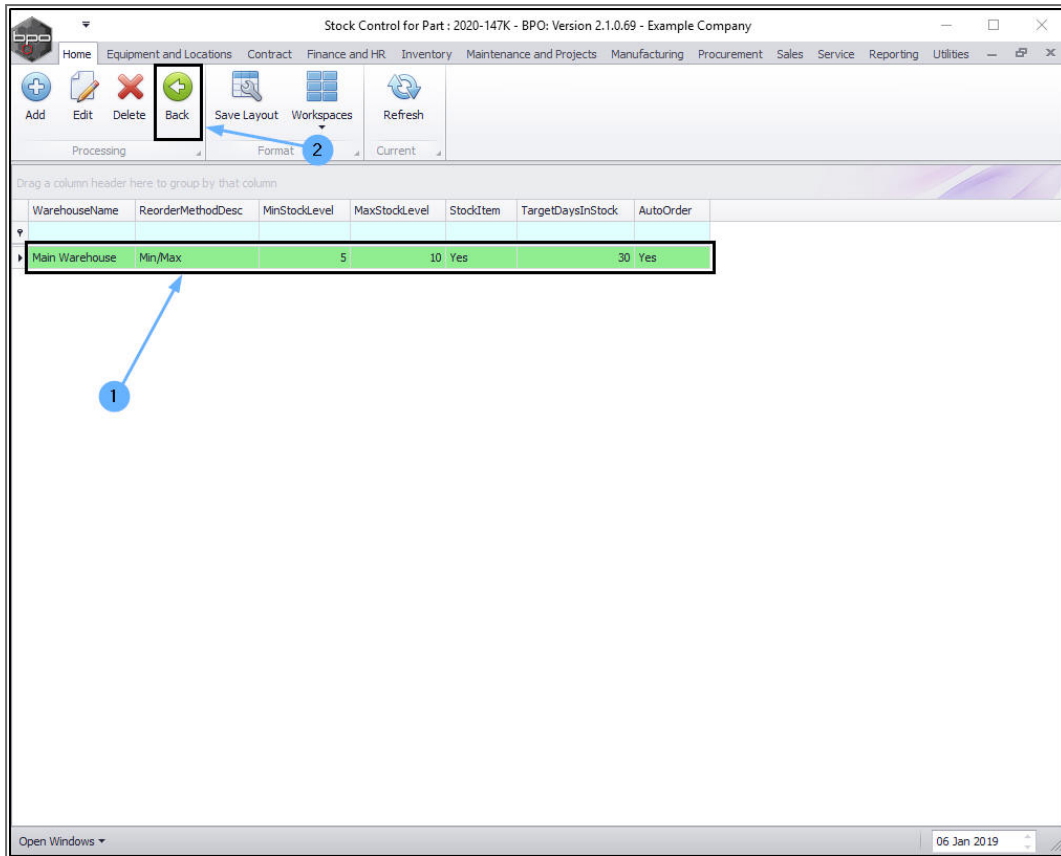 Stock Control for Part : 2020-147K - BPO: Version 2.1.0.69 - Example Company
bpo
Home Equipment and Locations Contract Finance and HR Inventory Maintenance and Projects Manufacturing Procurement Sales Service Reporting Utilities
Add Edit Delete Back Save Layout Workspaces Refresh
Processing Format 2 Current
Drag a column header here to group by that column
WarehouseName ReorderMethodDesc MinStockLevel MaxStockLevel StockItem TargetDaysInStock AutoOrder
Main Warehouse Min/Max 5 10 Yes 30 Yes
1
Open Windows 06 Jan 2019